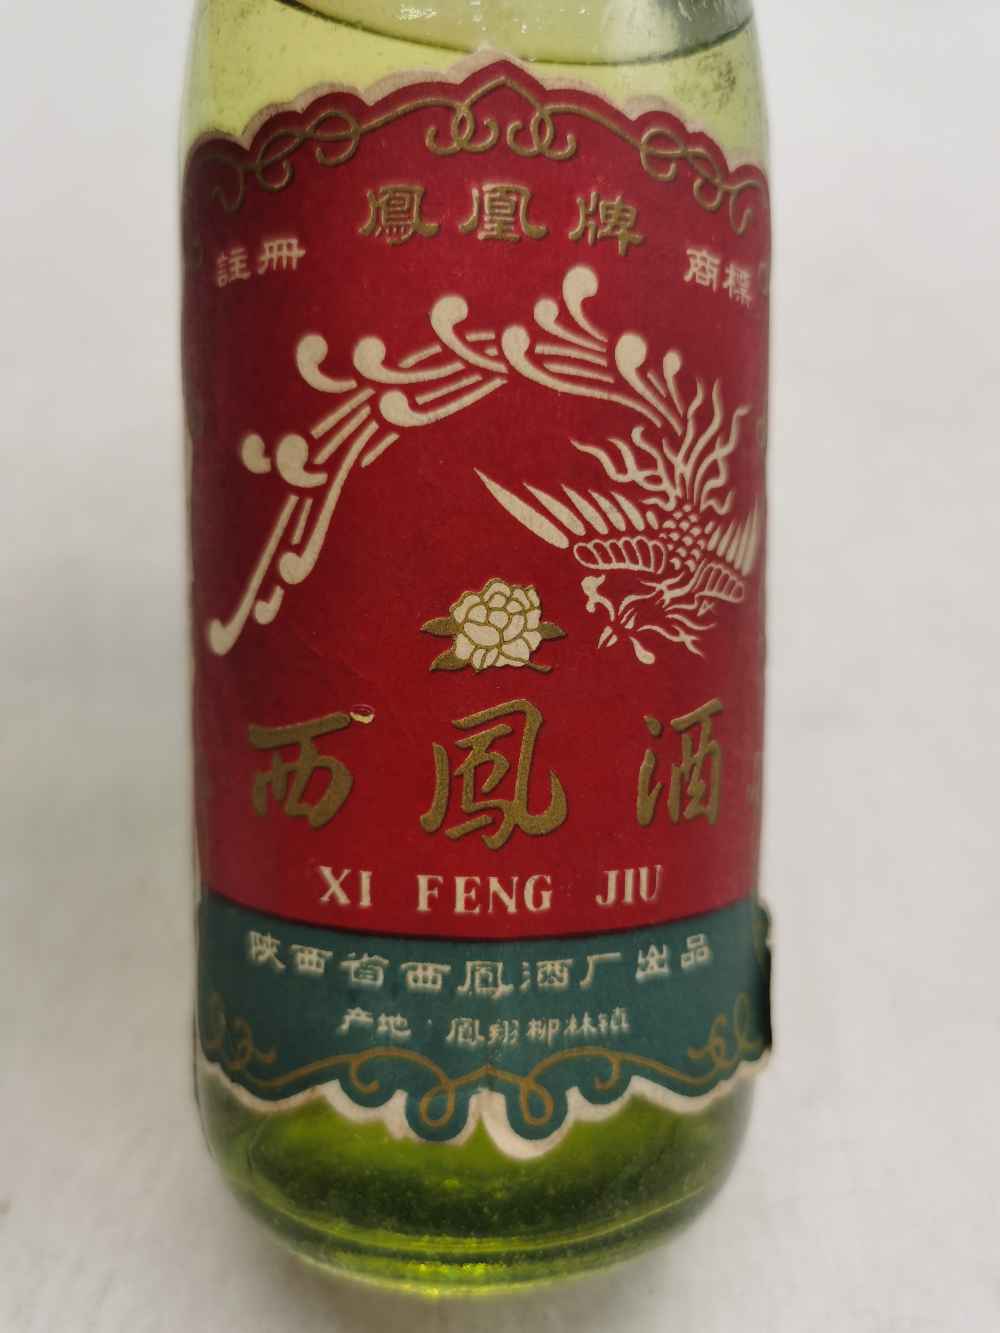 鳳凰牌
註冊 商標
西鳳酒
XI FENG JIU
陕西省西鳳酒厂出品
产地：鳳翔柳林镇